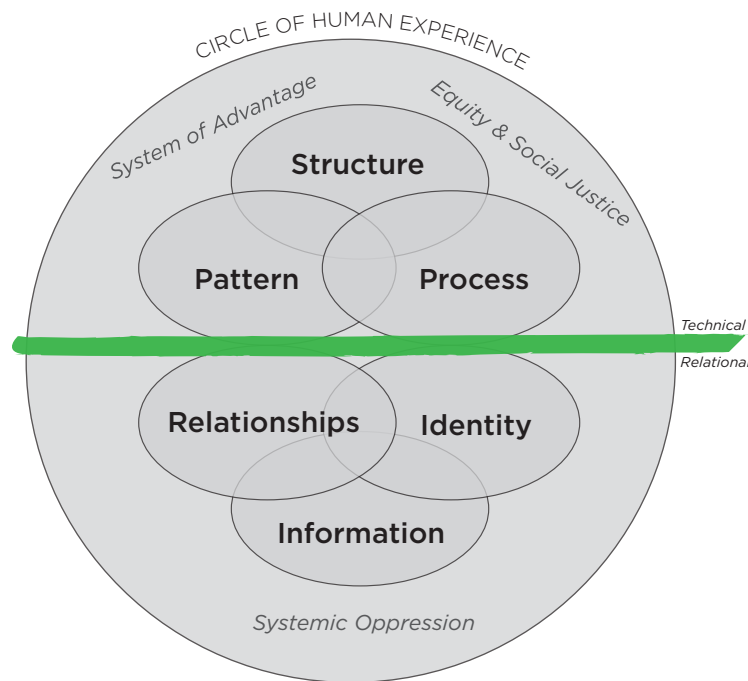 CIRCLE OF HUMAN EXPERIENCE
System of Advantage
Equity & Social Justice
Structure
Pattern
Process
Technical
Relational
Relationships
Identity
Information
Systemic Oppression